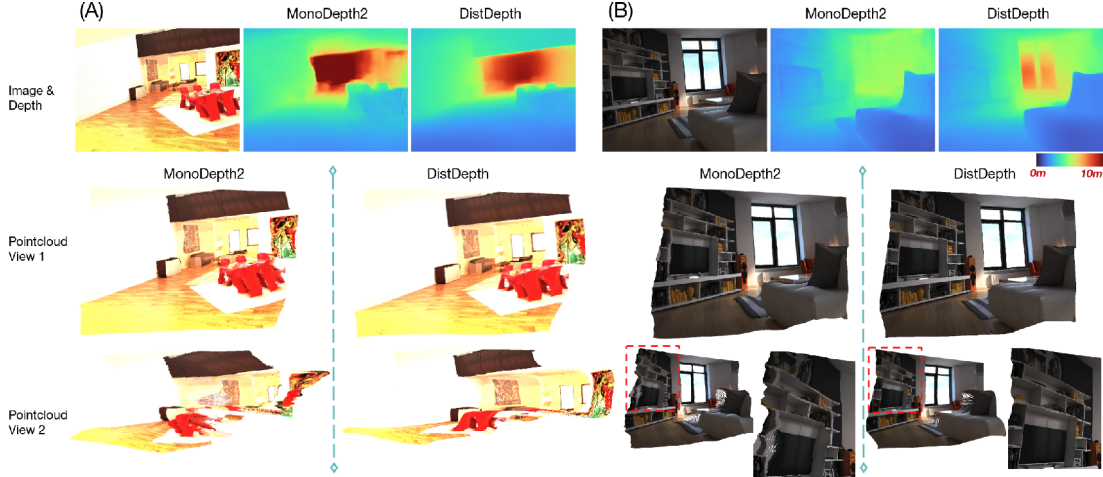 (A)
MonoDepth2
DistDepth
(B)
MonoDepth2
DistDepth
Image &
Depth
0m
10m
MonoDepth2
DistDepth
MonoDepth2
DistDepth
Pointcloud
View 1
Pointcloud
View 2